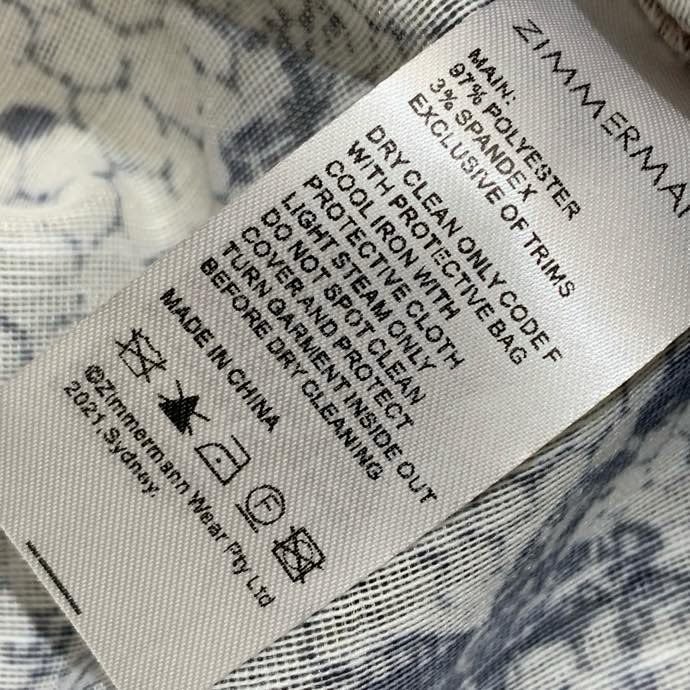 ZIMMERMA
MAIN:
97% POLYESTER
3% SPANDEX
EXCLUSIVE OF TRIMS
DRY CLEAN ONLY CODE F
WITH PROTECTIVE BAG
COOL IRON WITH
PROTECTIVE CLOTH
LIGHT STEAM ONLY
DO NOT SPOT CLEAN
COVER AND PROTECT
TURN GARMENT INSIDE OUT
BEFORE DRY CLEANING
MADE IN CHINA
F
©Zimmermann Wear Pty Ltd
2021,Sydney.